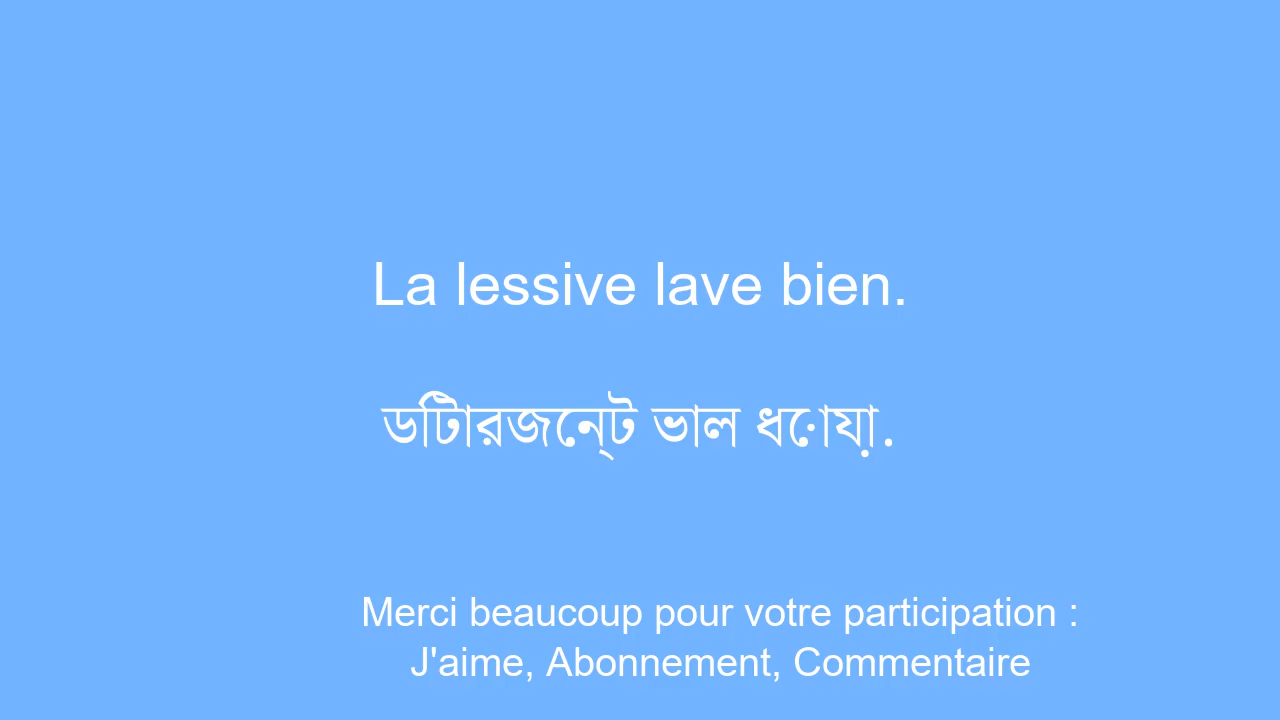 La lessive lave bien.
ডিটারজেন্ট ভাল ধোয়া.
Merci beaucoup pour votre participation :
J'aime, Abonnement, Commentaire